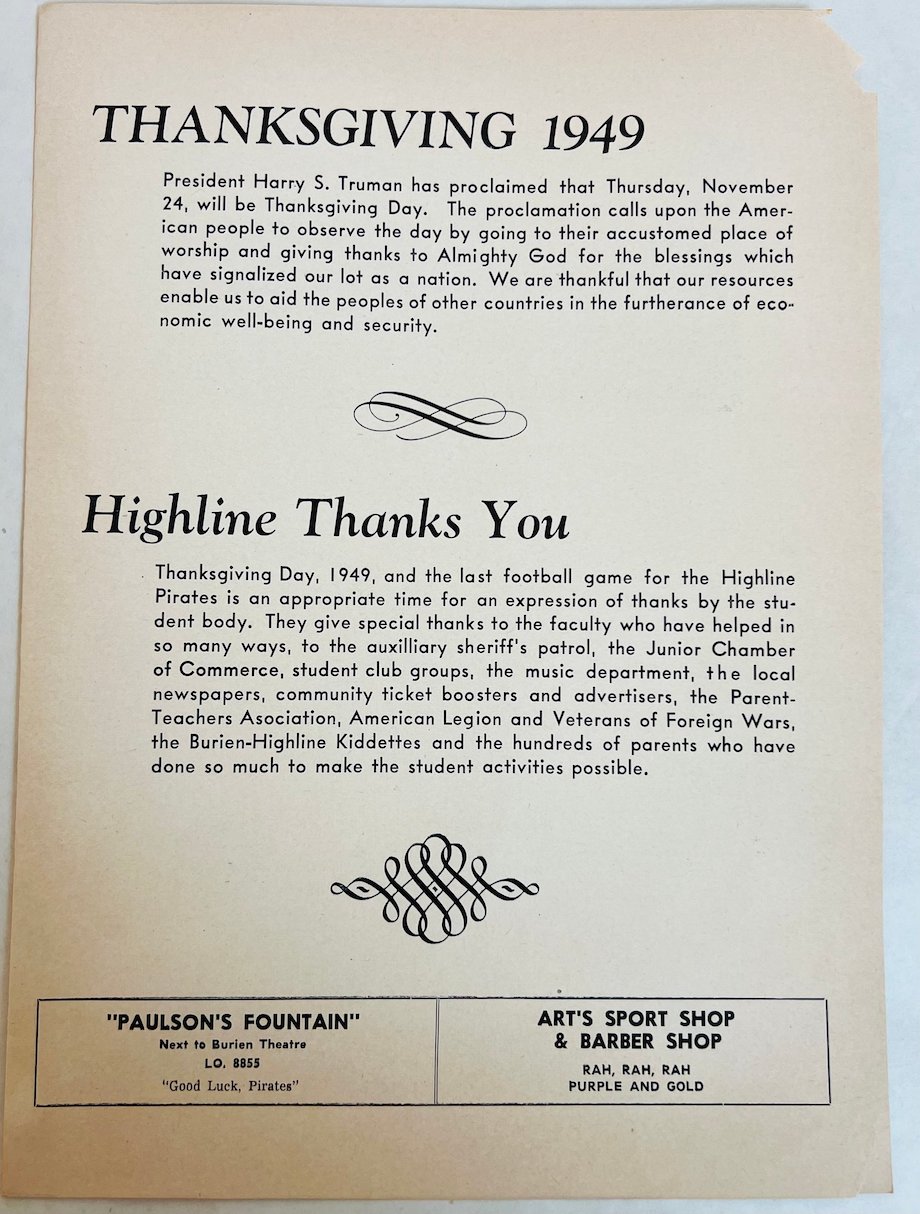 THANKSGIVING 1949
President Harry S. Truman has proclaimed that Thursday, November
24, will be Thanksgiving Day. The proclamation calls upon the Amer-
ican people to observe the day by going to their accustomed place of
worship and giving thanks to Almighty God for the blessings which
have signalized our lot as a nation. We are thankful that our resources
enable us to aid the peoples of other countries in the furtherance of eco-
nomic well-being and security.
Highline Thanks You
Thanksgiving Day, 1949, and the last football game for the Highline
Pirates is an appropriate time for an expression of thanks by the stu-
dent body. They give special thanks to the faculty who have helped in
so many ways, to the auxilliary sheriff's patrol, the Junior Chamber
of Commerce, student club groups, the music department, the local
newspapers, community ticket boosters and advertisers, the Parent-
Teachers Asociation, American Legion and Veterans of Foreign Wars,
the Burien-Highline Kiddettes and the hundreds of parents who have
done so much to make the student activities possible.
"PAULSON'S FOUNTAIN"
Next to Burien Theatre
LO. 8855
"Good Luck, Pirates"
ART'S SPORT SHOP
& BARBER SHOP
RAH, RAH, RAH
PURPLE AND GOLD